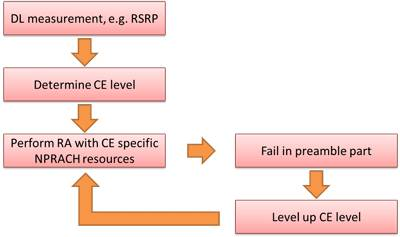 DL measurement, e.g. RSRP
Determine CE level
Perform RA with CE specific
NPRACH resources
Fail in preamble part
Level up CE level